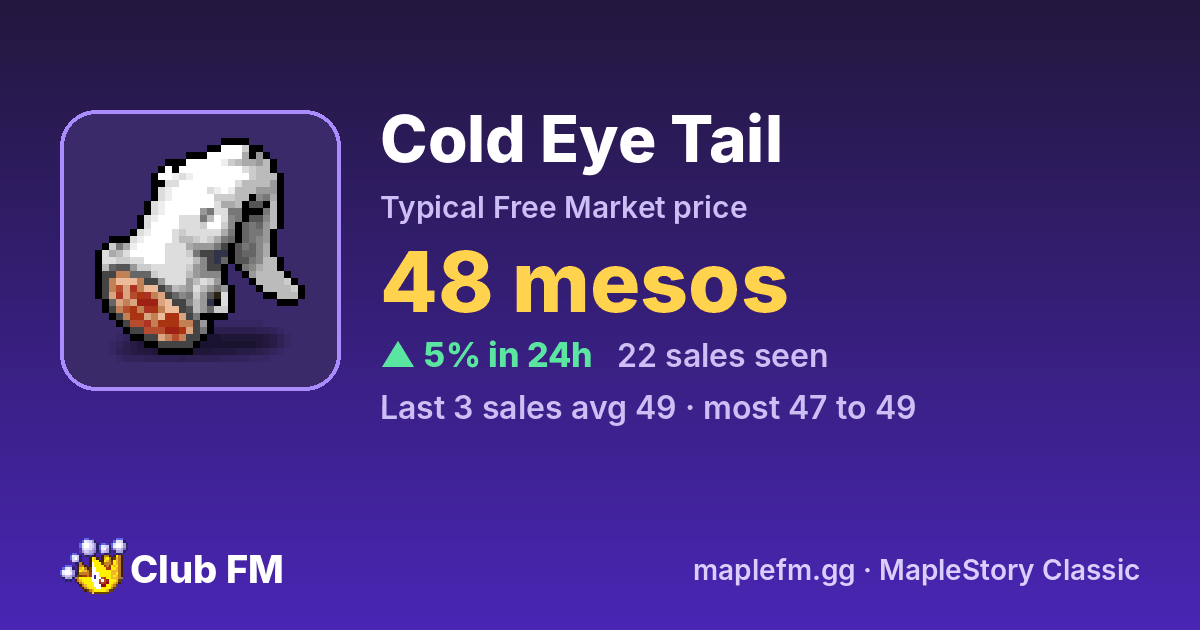 Cold Eye Tail
Typical Free Market price
48 mesos
▲ 5% in 24h 22 sales seen
Last 3 sales avg 49 · most 47 to 49
Club FM
maplefm.gg · MapleStory Classic